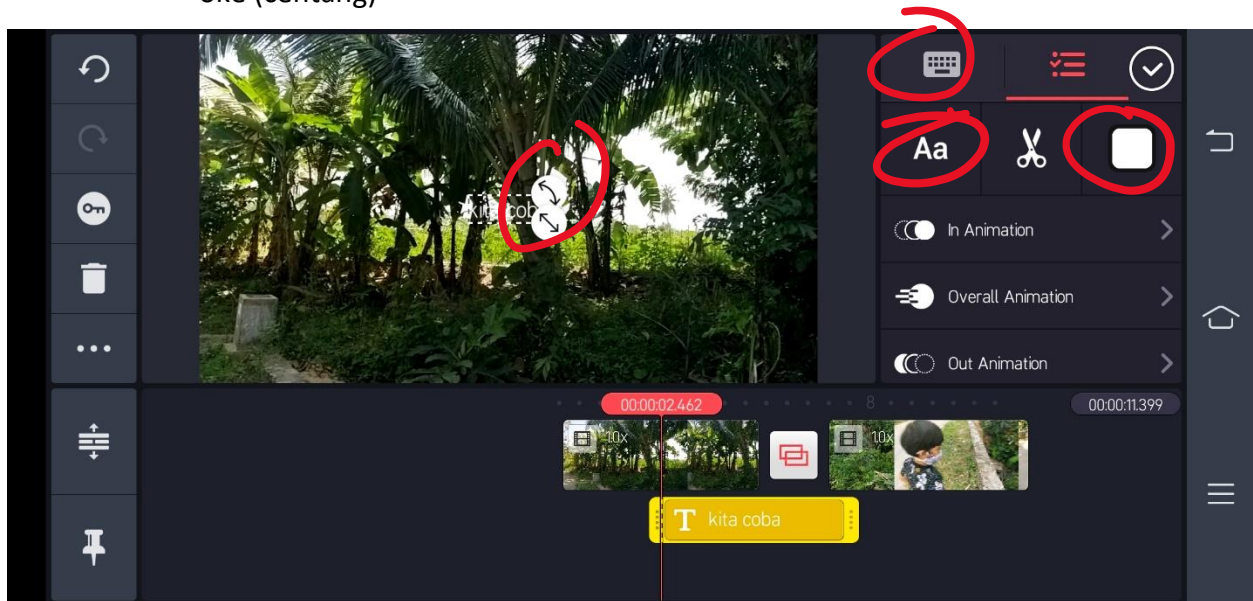 oke (centang)
kita cob
Aa
In Animation
Overall Animation
Out Animation
00:00:02.462
8
00:00:11.399
1.0x
1.0x
T kita coba